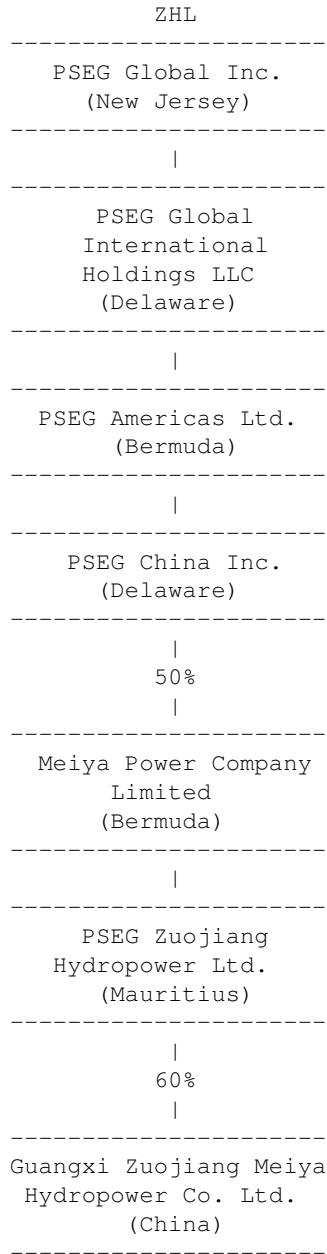 ZHL
----------------------
PSEG Global Inc.
(New Jersey)
----------------------
|
----------------------
PSEG Global
International
Holdings LLC
(Delaware)
----------------------
|
----------------------
PSEG Americas Ltd.
(Bermuda)
----------------------
|
----------------------
PSEG China Inc.
(Delaware)
----------------------
|
50%
|
----------------------
Meiya Power Company
Limited
(Bermuda)
----------------------
|
----------------------
PSEG Zuojiang
Hydropower Ltd.
(Mauritius)
----------------------
|
60%
|
----------------------
Guangxi Zuojiang Meiya
Hydropower Co. Ltd.
(China)
----------------------